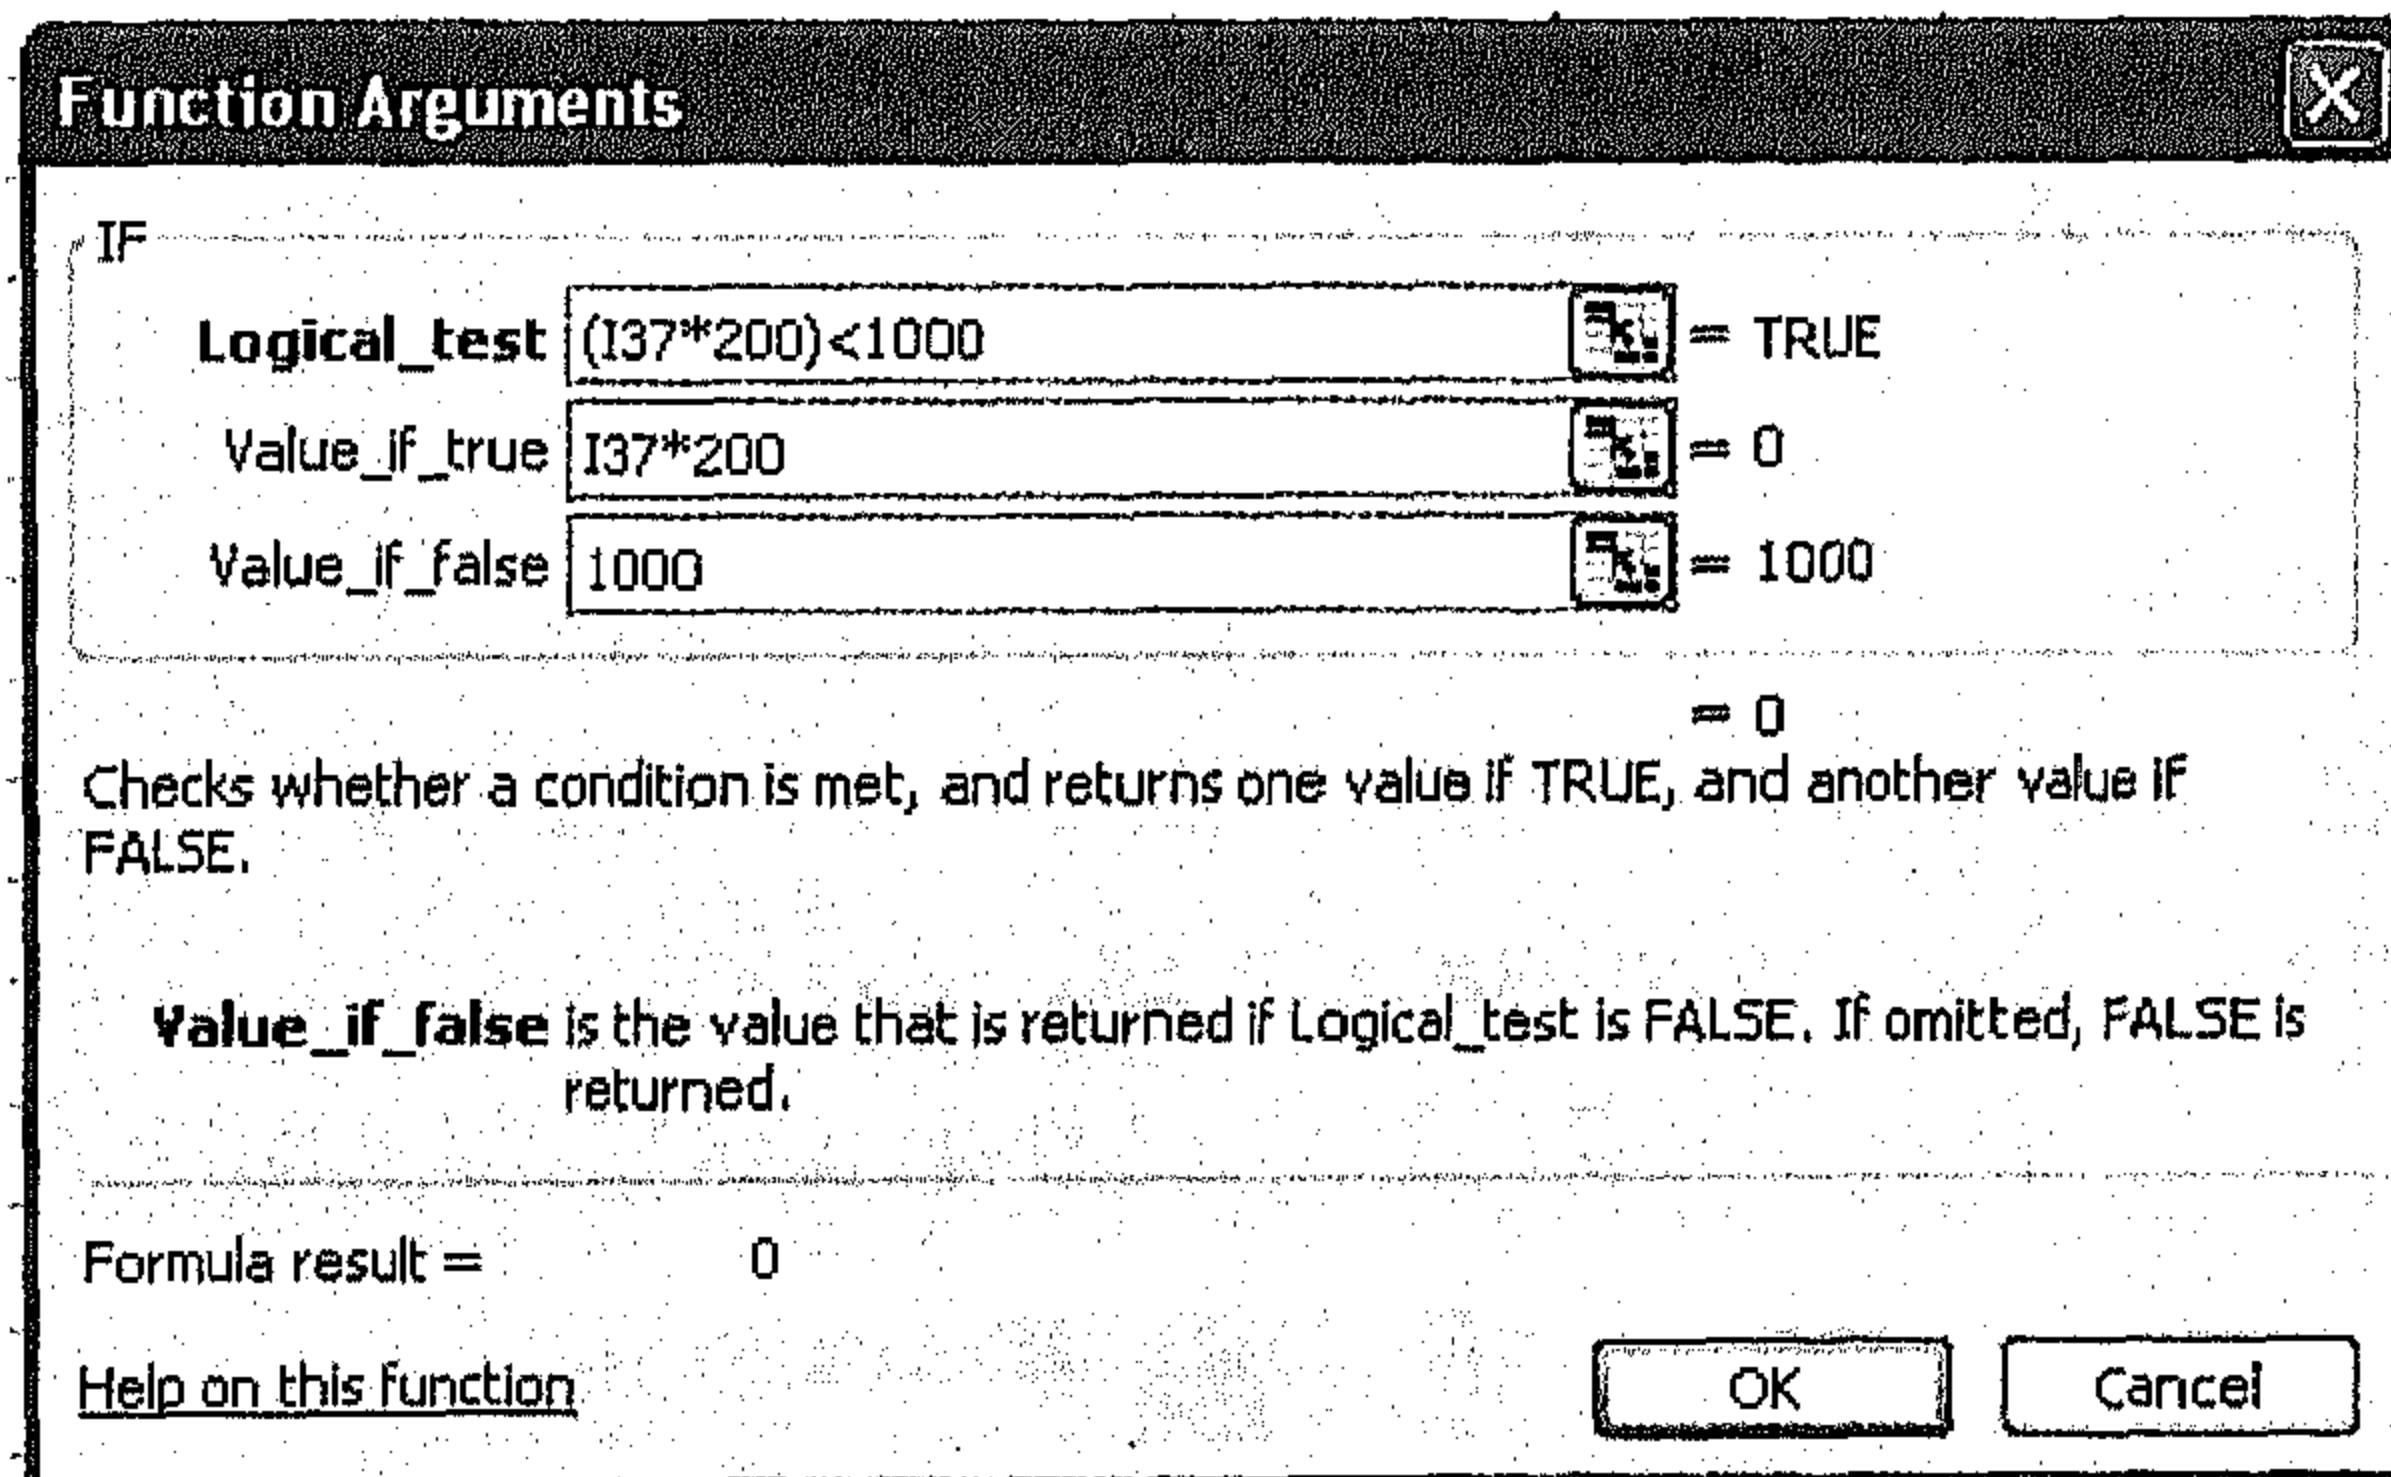 Function Arguments
IF
Logical_test (I37*200)<1000 = TRUE
Value_if_true I37*200 = 0
Value_if_false 1000 = 1000
= 0
Checks whether a condition is met, and returns one value if TRUE, and another value if
FALSE.
Value_if_false is the value that is returned if Logical_test is FALSE. If omitted, FALSE is
returned.
Formula result = 0
Help on this function OK Cancel